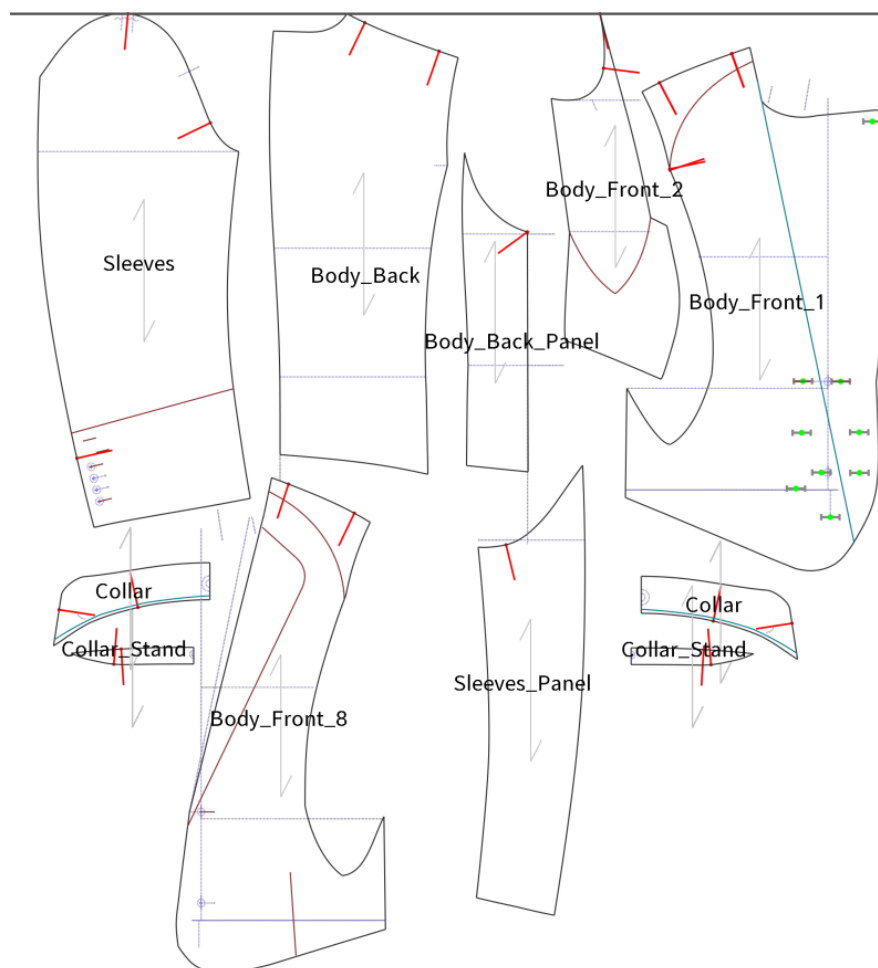 Body_Front_2
Sleeves
Body_Back
Body_Front_1
Body_Back_Panel
Collar
Collar
Collar_Stand
Collar_Stand
Sleeves_Panel
Body_Front_8